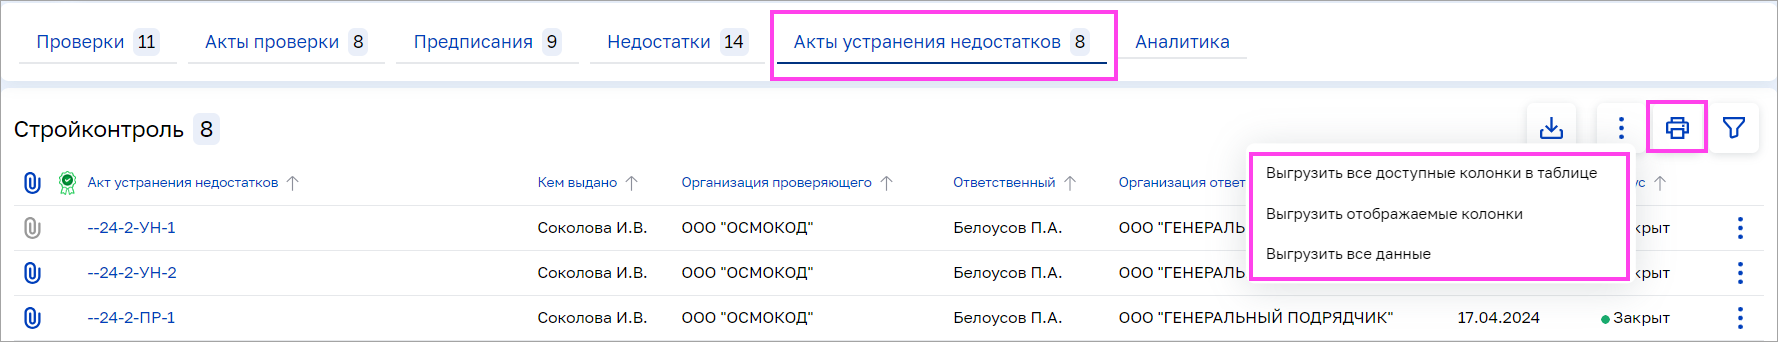 Проверки 11 Акты проверки 8 Предписания 9 Недостатки 14 Акты устранения недостатков 8 Аналитика
Стройконтроль 8
Акт устранения недостатков Кем выдано Организация проверяющего Ответственный Организация ответ ус
Выгрузить все доступные колонки в таблице
Выгрузить отображаемые колонки
Выгрузить все данные
--24-2-УН-1 Соколова И.В. ООО "ОСМОКОД" Белоусов П.А. ООО "ГЕНЕРАЛЬ крыт
--24-2-УН-2 Соколова И.В. ООО "ОСМОКОД" Белоусов П.А. ООО "ГЕНЕРАЛЬ крыт
--24-2-ПР-1 Соколова И.В. ООО "ОСМОКОД" Белоусов П.А. ООО "ГЕНЕРАЛЬНЫЙ ПОДРЯДЧИК" 17.04.2024 Закрыт